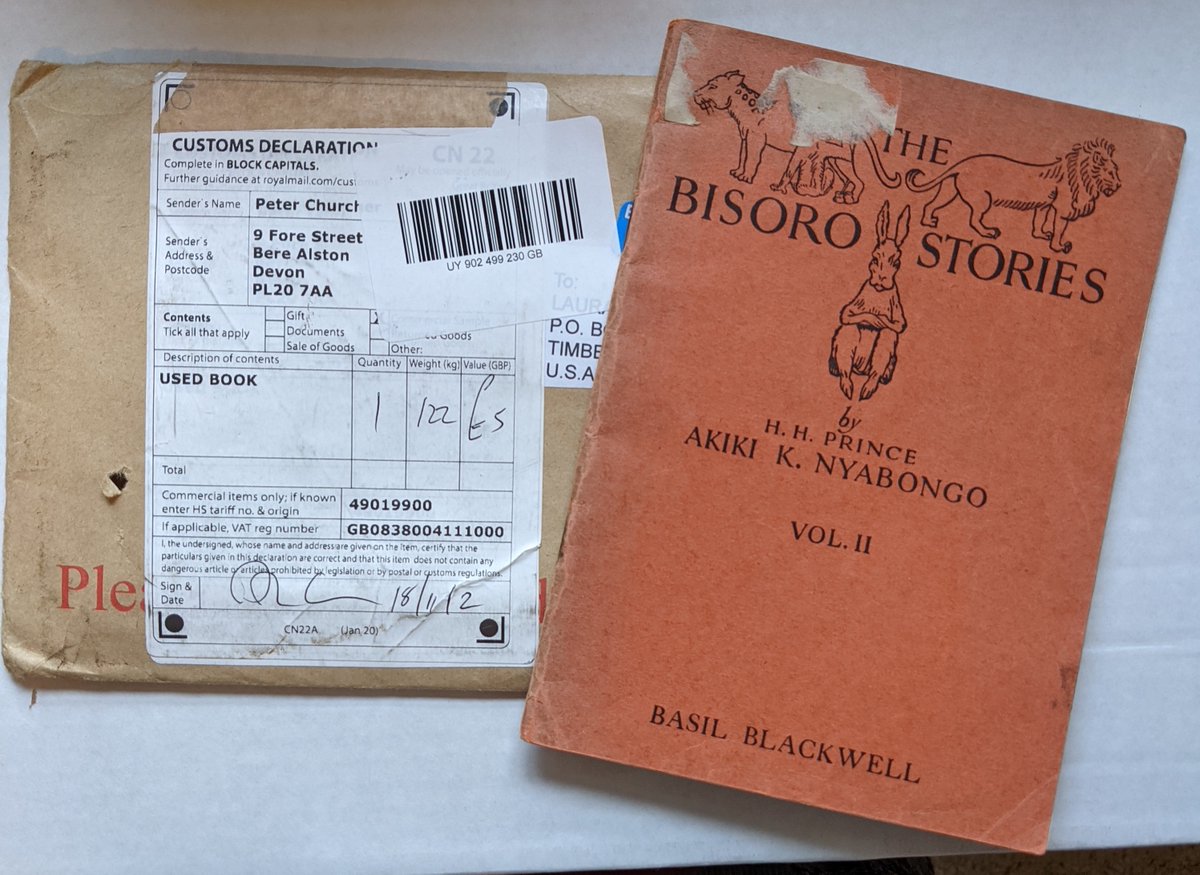 CUSTOMS DECLARATION
CN 22
Complete in BLOCK CAPITALS.
Further guidance at royalmail.com/cus
Sender's Name Peter Church
Sender's Address & Postcode
9 Fore Street
Bere Alston
Devon
PL20 7AA
UY 902 499 230 GB
To:
LAURA
P.O. B
TIMBE
U.S.A
Contents
Tick all that apply
Gift
Documents
Sale of Goods
Goods
Other:
Description of contents Quantity Weight (kg) Value (GBP)
USED BOOK 1 122 £5
Total
Commercial items only; if known
enter HS tariff no. & origin 49019900
If applicable, VAT reg number GB0838004111000
I, the undersigned, whose name and address are given on the item, certify that the
particulars given in this declaration are correct and that this item does not contain any
dangerous article or articles prohibited by legislation or by postal or customs regulations.
Sign &
Date
CN22A (Jan 20)
Plea
d
THE
BISORO STORIES
by
H. H. PRINCE
AKIKI K. NYABONGO
VOL. II
BASIL BLACKWELL